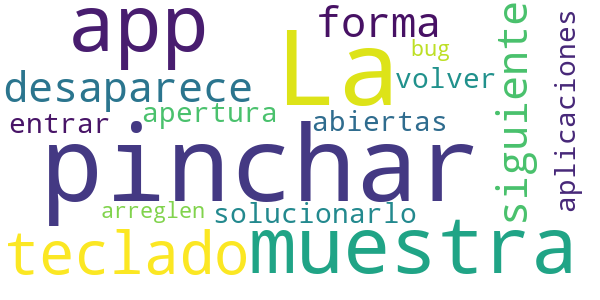 app
La
forma
bug
desaparece
volver
siguiente
aplicaciones
entrar
apertura
abiertas
pinchar
arreglen
solucionarlo
teclado
muestra